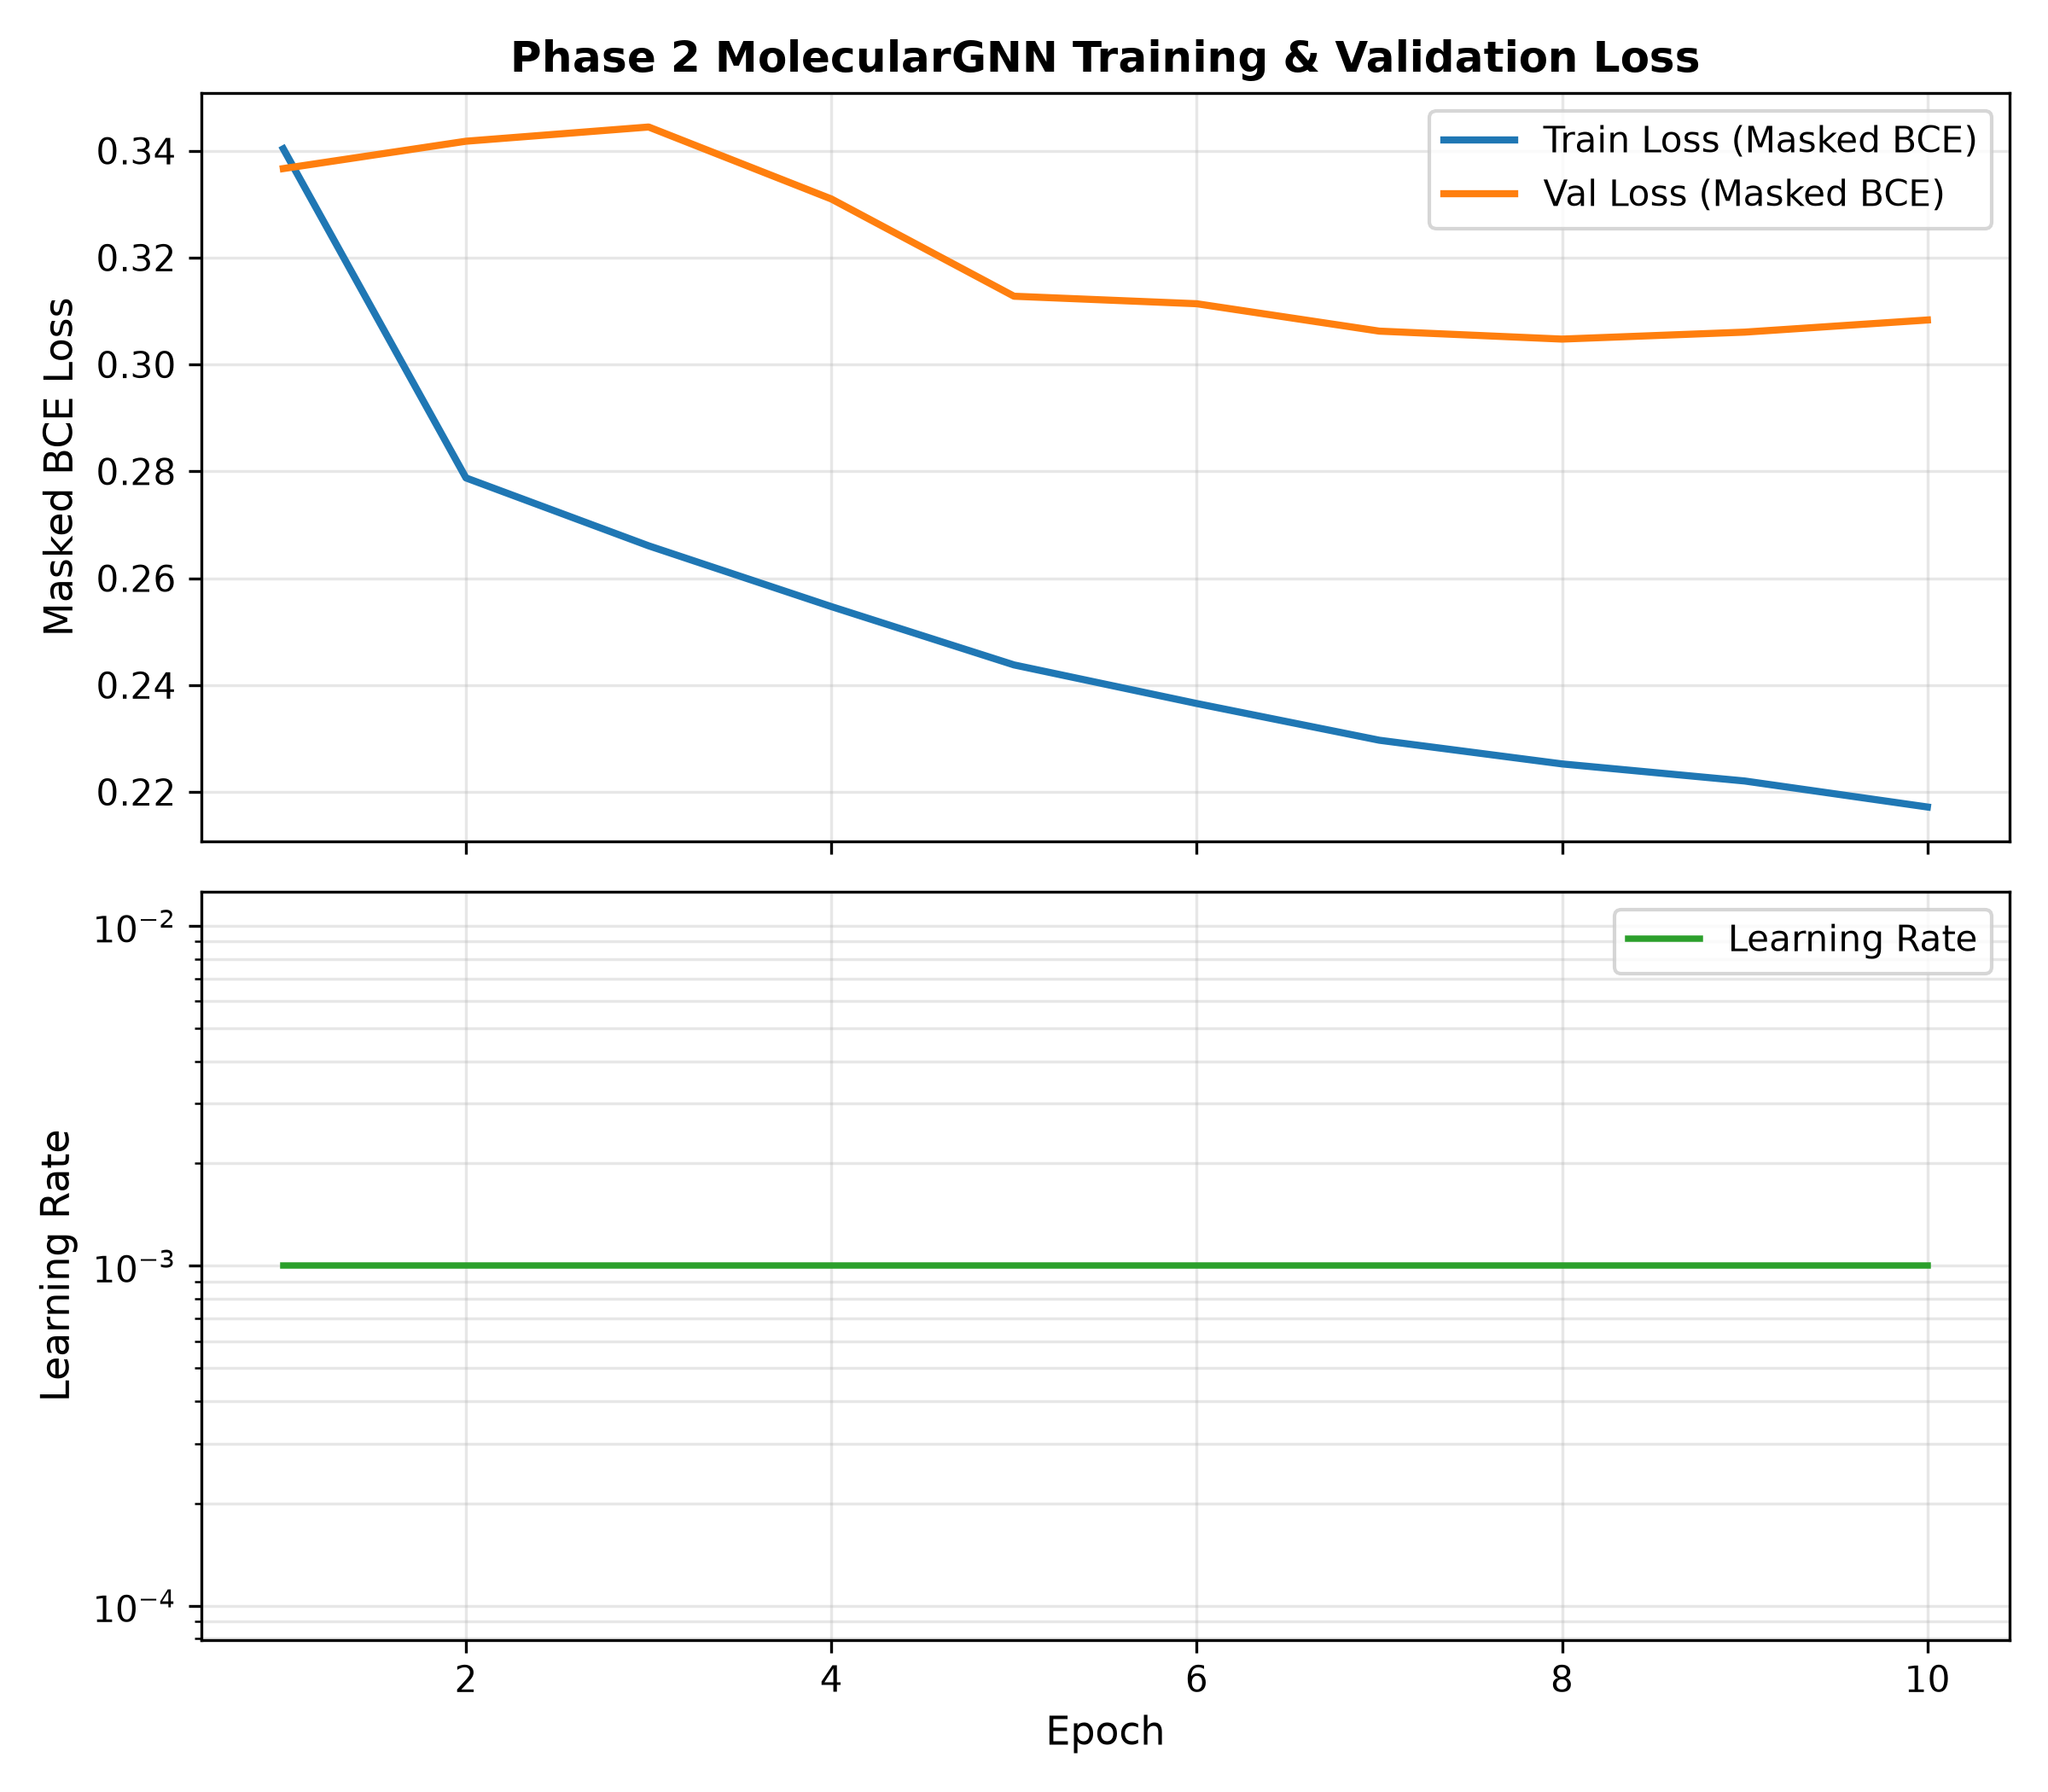 Phase 2 MolecularGNN Training & Validation Loss
Train Loss (Masked BCE)
Val Loss (Masked BCE)
Masked BCE Loss
0.34
0.32
0.30
0.28
0.26
0.24
0.22
Learning Rate
Learning Rate
10⁻²
10⁻³
10⁻⁴
2 4 6 8 10
Epoch